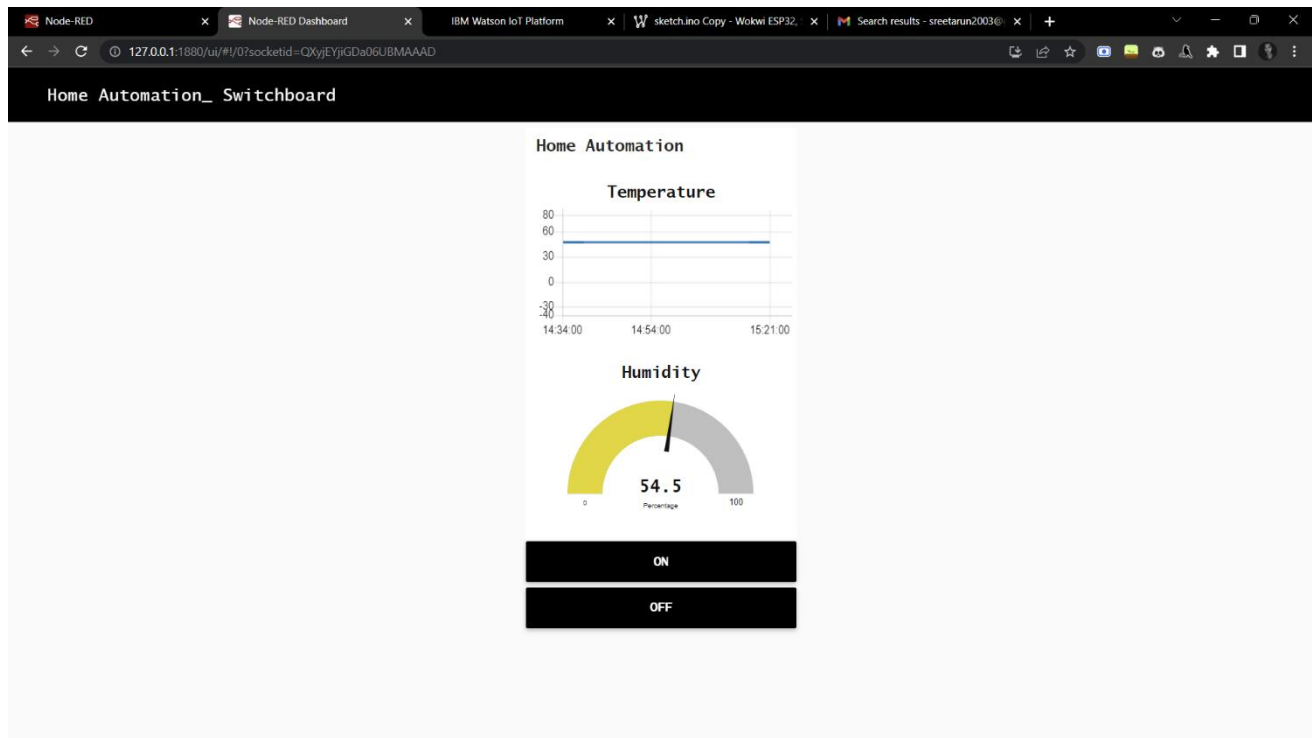 Node-RED
Node-RED Dashboard
IBM Watson IoT Platform
sketch.ino Copy - Wokwi ESP32,
Search results - sreetarun2003@
127.0.0.1:1880/ui/#!/0?socketid=QXyjEYjiGDa06UBMAAAD
Home Automation_ Switchboard
Home Automation
Temperature
80
60
30
0
-30
-40
14:34:00 14:54:00 15:21:00
Humidity
54.5
0 Percentage 100
ON
OFF